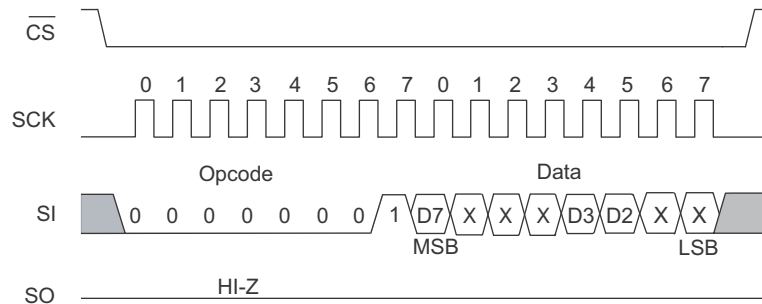 CS
0 1 2 3 4 5 6 7 0 1 2 3 4 5 6 7
SCK
Opcode Data
SI 0 0 0 0 0 0 0 1 D7 X X X D3 D2 X X
MSB LSB
HI-Z
SO